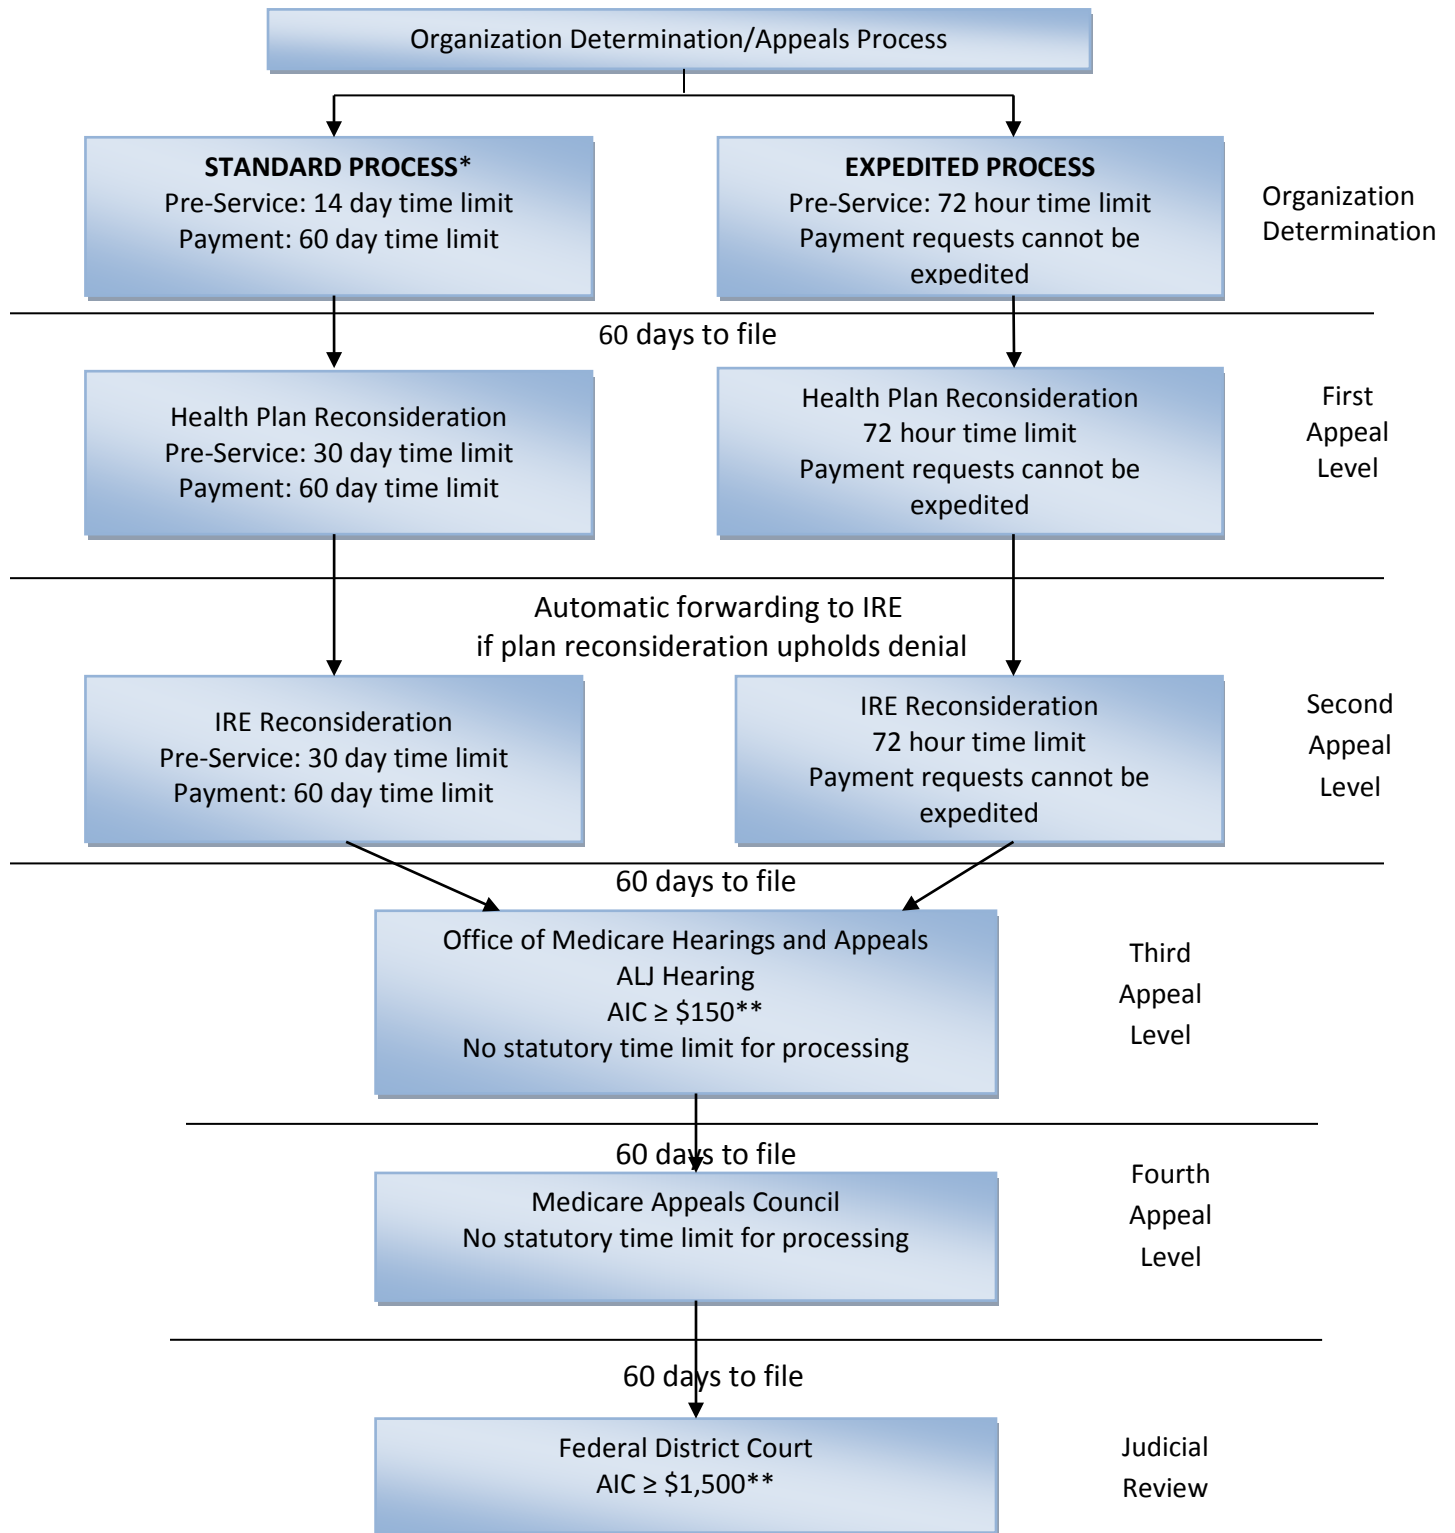 Organization Determination/Appeals Process
STANDARD PROCESS*
Pre-Service: 14 day time limit
Payment: 60 day time limit
EXPEDITED PROCESS
Pre-Service: 72 hour time limit
Payment requests cannot be
expedited
Organization
Determination
60 days to file
Health Plan Reconsideration
Pre-Service: 30 day time limit
Payment: 60 day time limit
Health Plan Reconsideration
72 hour time limit
Payment requests cannot be
expedited
First
Appeal
Level
Automatic forwarding to IRE
if plan reconsideration upholds denial
IRE Reconsideration
Pre-Service: 30 day time limit
Payment: 60 day time limit
IRE Reconsideration
72 hour time limit
Payment requests cannot be
expedited
Second
Appeal
Level
60 days to file
Office of Medicare Hearings and Appeals
ALJ Hearing
AIC ≥ $150**
No statutory time limit for processing
Third
Appeal
Level
60 days to file
Medicare Appeals Council
No statutory time limit for processing
Fourth
Appeal
Level
60 days to file
Federal District Court
AIC ≥ $1,500**
Judicial
Review